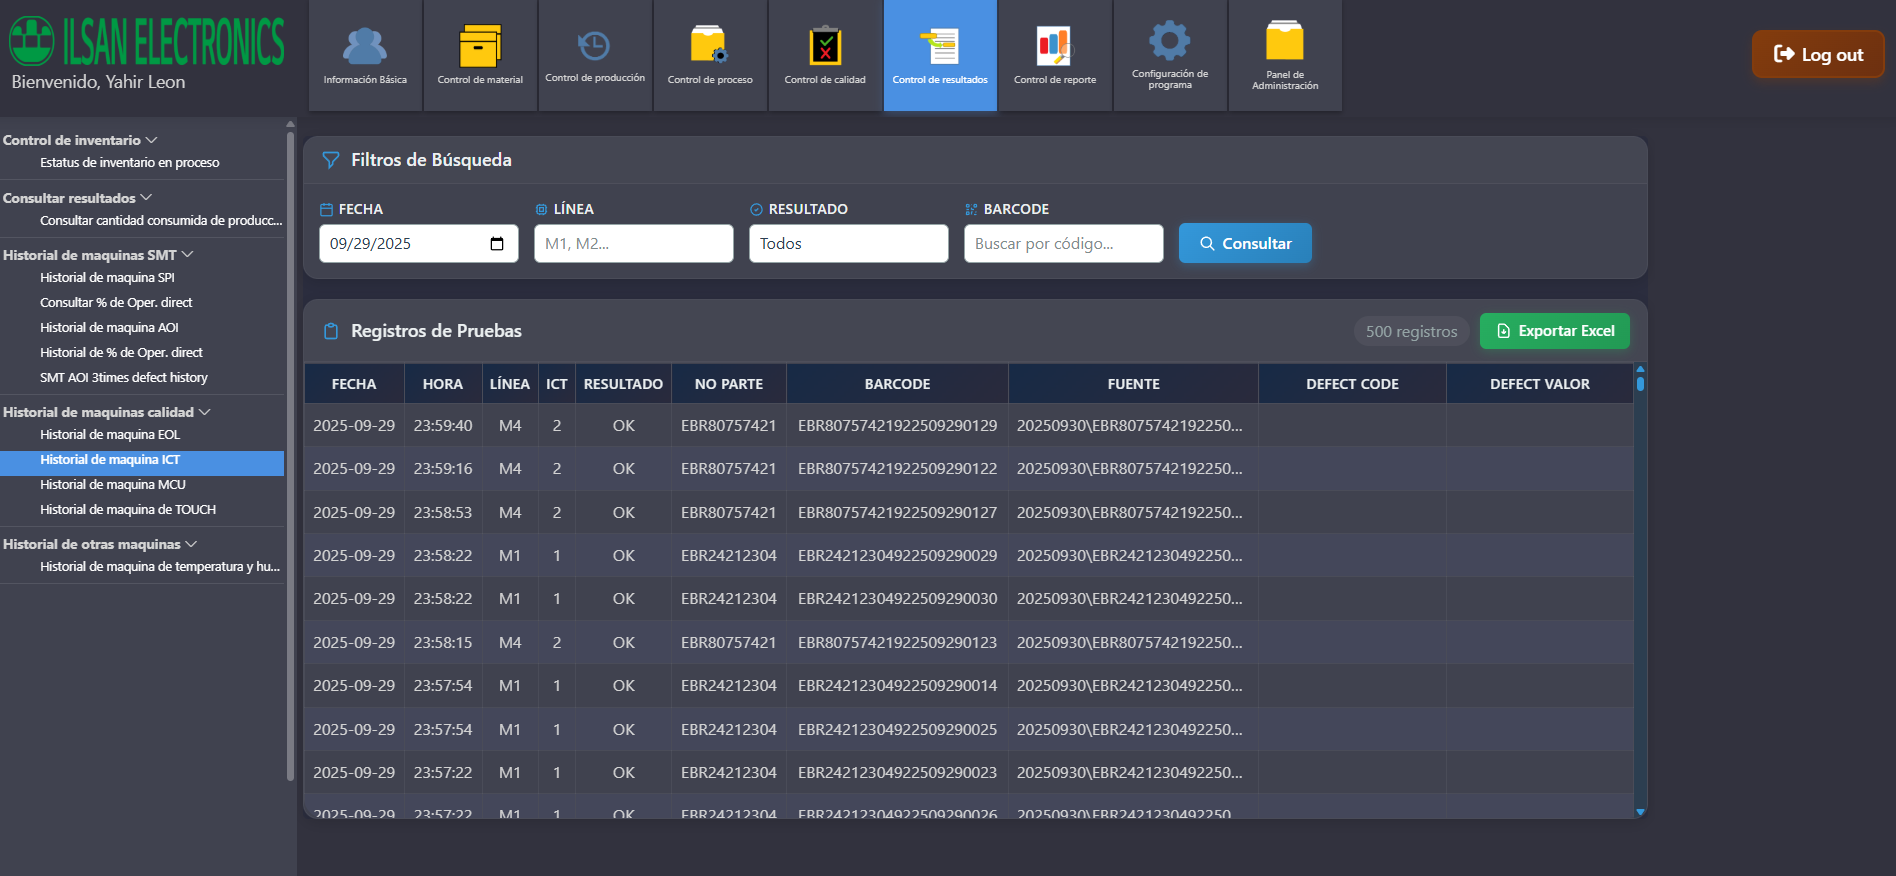 ILSAN ELECTRONICS
Bienvenido, Yahir Leon
Información Básica
Control de material
Control de producción
Control de proceso
Control de calidad
Control de resultados
Control de reporte
Configuración de
programa
Panel de
Administración
Log out
Control de inventario
Estatus de inventario en proceso
Consultar resultados
Consultar cantidad consumida de producc...
Historial de maquinas SMT
Historial de maquina SPI
Consultar % de Oper. direct
Historial de maquina AOI
Historial de % de Oper. direct
SMT AOI 3times defect history
Historial de maquinas calidad
Historial de maquina EOL
Historial de maquina ICT
Historial de maquina MCU
Historial de maquina de TOUCH
Historial de otras maquinas
Historial de maquina de temperatura y hu...
Filtros de Búsqueda
FECHA LÍNEA RESULTADO BARCODE
09/29/2025 M1, M2... Todos Buscar por código... Consultar
Registros de Pruebas 500 registros Exportar Excel
FECHA HORA LÍNEA ICT RESULTADO NO PARTE BARCODE FUENTE DEFECT CODE DEFECT VALOR
2025-09-29 23:59:40 M4 2 OK EBR80757421 EBR80757421922509290129 20250930\EBR8075742192250...
2025-09-29 23:59:16 M4 2 OK EBR80757421 EBR80757421922509290122 20250930\EBR8075742192250...
2025-09-29 23:58:53 M4 2 OK EBR80757421 EBR80757421922509290127 20250930\EBR8075742192250...
2025-09-29 23:58:22 M1 1 OK EBR24212304 EBR24212304922509290029 20250930\EBR2421230492250...
2025-09-29 23:58:22 M1 1 OK EBR24212304 EBR24212304922509290030 20250930\EBR2421230492250...
2025-09-29 23:58:15 M4 2 OK EBR80757421 EBR80757421922509290123 20250930\EBR8075742192250...
2025-09-29 23:57:54 M1 1 OK EBR24212304 EBR24212304922509290014 20250930\EBR2421230492250...
2025-09-29 23:57:54 M1 1 OK EBR24212304 EBR24212304922509290025 20250930\EBR2421230492250...
2025-09-29 23:57:22 M1 1 OK EBR24212304 EBR24212304922509290023 20250930\EBR2421230492250...
2025-09-29 23:57:22 M1 1 OK EBR24212304 EBR24212304922509290026 20250930\EBR2421230492250...